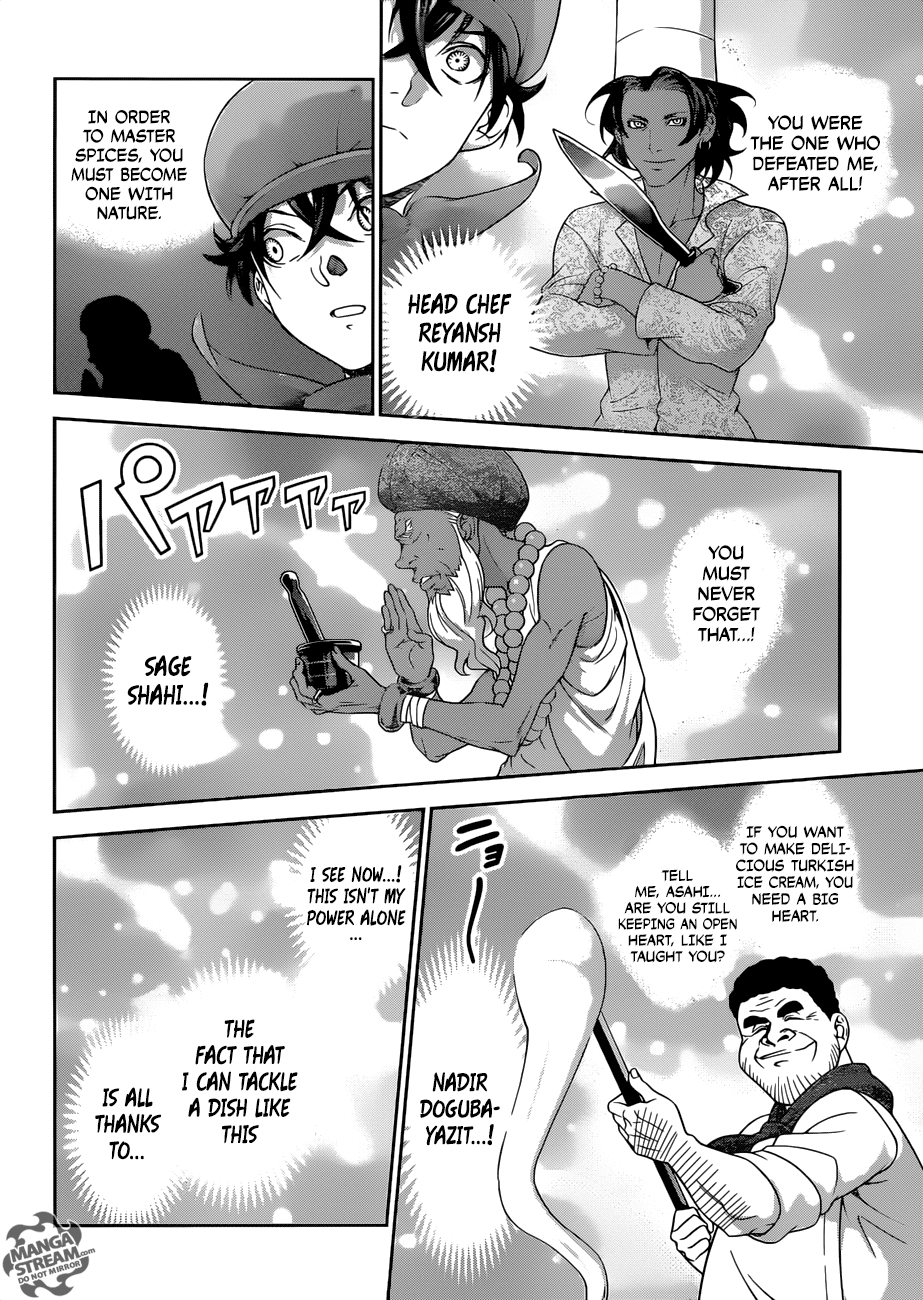 YOU WERE
THE ONE WHO
DEFEATED ME,
AFTER ALL!
HEAD CHEF
REYANSH
KUMAR!
IN ORDER
TO MASTER
SPICES, YOU
MUST BECOME
ONE WITH
NATURE.
YOU
MUST
NEVER
FORGET
THAT...!
パァァァァァ
SAGE
SHAHI...!
IF YOU WANT
TO MAKE DELI-
CIOUS TURKISH
ICE CREAM, YOU
NEED A BIG
HEART.
TELL
ME, ASAHI...
ARE YOU STILL
KEEPING AN OPEN
HEART, LIKE I
TAUGHT YOU?
NADIR
DOGUBA-
YAZIT...!
I SEE NOW...!
THIS ISN'T MY
POWER ALONE
...
THE
FACT THAT
I CAN TACKLE
A DISH LIKE
THIS
IS ALL
THANKS
TO...
MANGA
STREAM.com
DO NOT MIRROR!